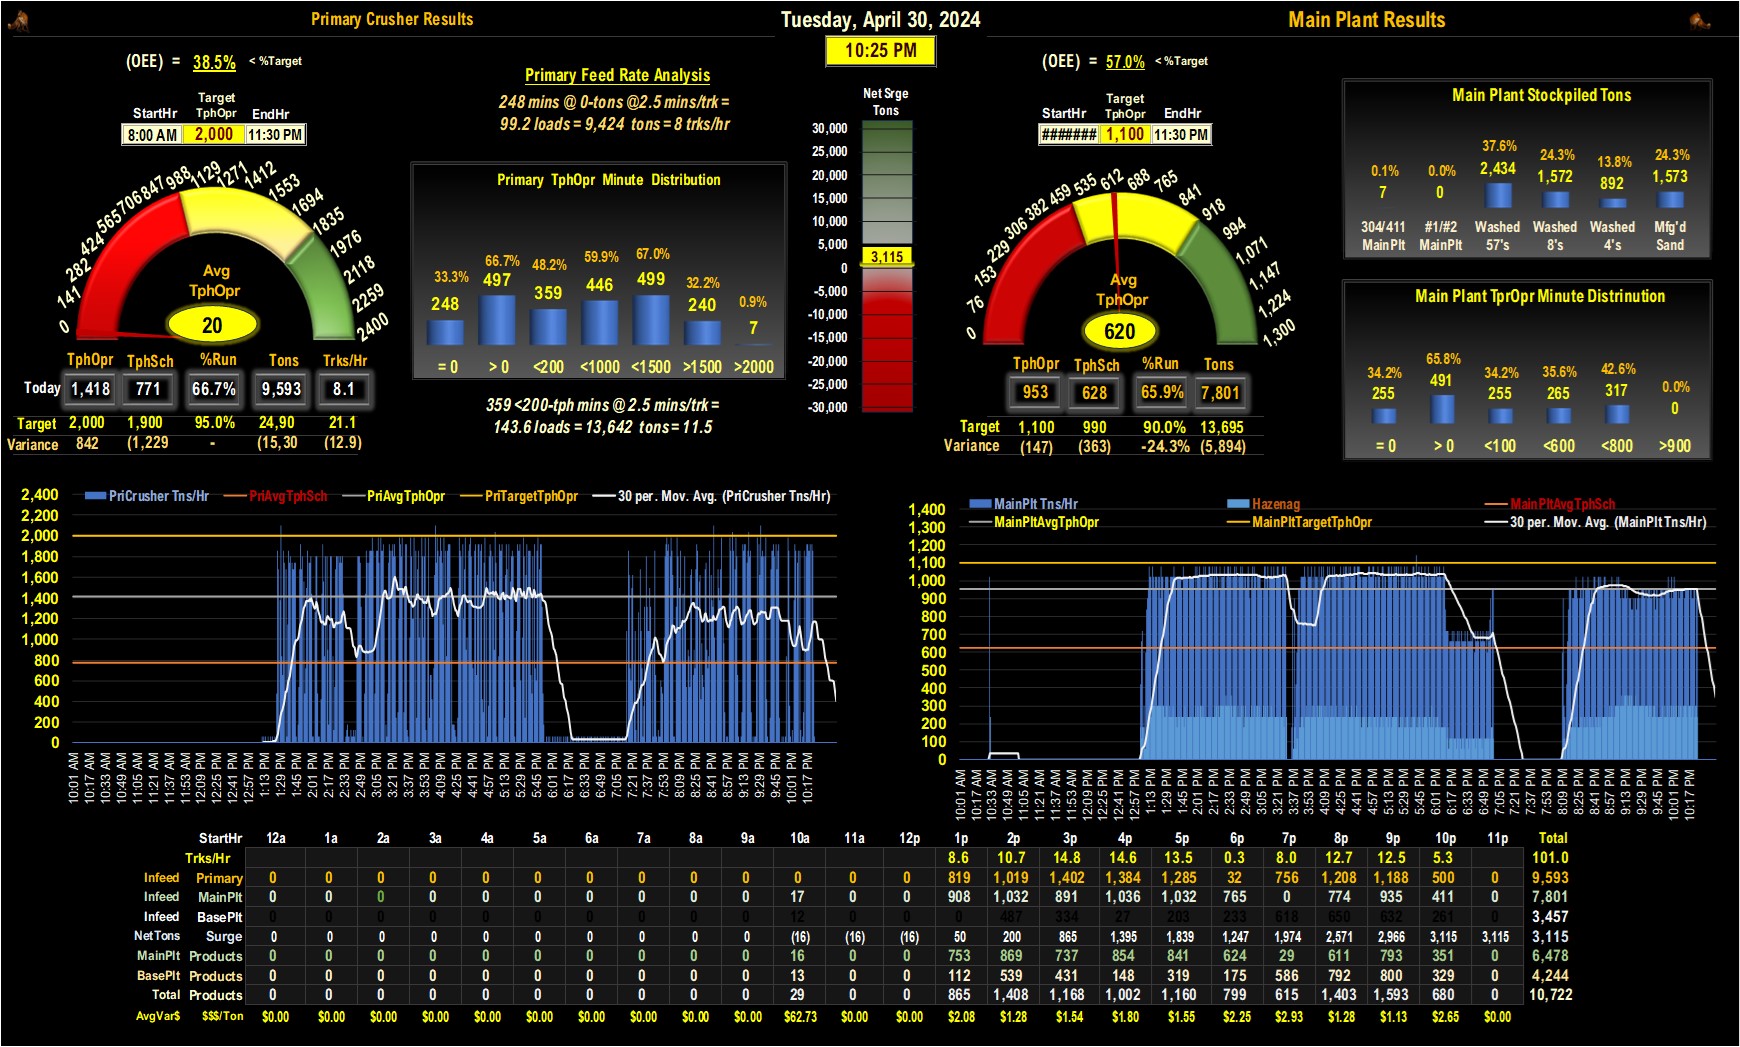 Primary Crusher Results
Tuesday, April 30, 2024
Main Plant Results
10:25 PM
(OEE) = 38.5% < %Target
StartHr Target TphOpr EndHr
8:00 AM 2,000 11:30 PM
Primary Feed Rate Analysis
248 mins @ 0-tons @2.5 mins/trk =
99.2 loads = 9,424 tons = 8 trks/hr
0 141 282 424 565 706 847 988 1129 1271 1412 1553 1694 1835 1976 2118 2259 2400
Avg
TphOpr
20
TphOpr TphSch %Run Tons Trks/Hr
Today 1,418 771 66.7% 9,593 8.1
Target 2,000 1,900 95.0% 24,90 21.1
Variance 842 (1,229 - (15,30 (12.9)
Primary TphOpr Minute Distribution
33.3% 66.7% 48.2% 59.9% 67.0% 32.2% 0.9%
248 497 359 446 499 240 7
= 0 > 0 <200 <1000 <1500 >1500 >2000
359 <200-tph mins @ 2.5 mins/trk =
143.6 loads = 13,642 tons = 11.5
Net Srge
Tons
30,000
25,000
20,000
15,000
10,000
5,000
3,115
0
-5,000
-10,000
-15,000
-20,000
-25,000
-30,000
(OEE) = 57.0% < %Target
StartHr Target TphOpr EndHr
####### 1,100 11:30 PM
0 76 153 229 306 382 459 535 612 688 765 841 918 994 1,071 1,147 1,224 1,300
Avg
TphOpr
620
TphOpr TphSch %Run Tons
953 628 65.9% 7,801
Target 1,100 990 90.0% 13,695
Variance (147) (363) -24.3% (5,894)
Main Plant Stockpiled Tons
0.1% 0.0% 37.6% 24.3% 13.8% 24.3%
7 0 2,434 1,572 892 1,573
304/411 #1/#2 Washed Washed Washed Mfg'd
MainPlt MainPlt 57's 8's 4's Sand
Main Plant TprOpr Minute Distrinution
34.2% 65.8% 34.2% 35.6% 42.6% 0.0%
255 491 255 265 317 0
= 0 > 0 <100 <600 <800 >900
PriCrusher Tns/Hr PriAvgTphSch PriAvgTphOpr PriTargetTphOpr 30 per. Mov. Avg. (PriCrusher Tns/Hr)
2,400
2,200
2,000
1,800
1,600
1,400
1,200
1,000
800
600
400
200
0
10:01 AM 10:17 AM 10:33 AM 10:49 AM 11:05 AM 11:21 AM 11:37 AM 11:53 AM 12:09 PM 12:25 PM 12:41 PM 12:57 PM 1:13 PM 1:29 PM 1:45 PM 2:01 PM 2:17 PM 2:33 PM 2:49 PM 3:05 PM 3:21 PM 3:37 PM 3:53 PM 4:09 PM 4:25 PM 4:41 PM 4:57 PM 5:13 PM 5:29 PM 5:45 PM 6:01 PM 6:17 PM 6:33 PM 6:49 PM 7:05 PM 7:21 PM 7:37 PM 7:53 PM 8:09 PM 8:25 PM 8:41 PM 8:57 PM 9:13 PM 9:29 PM 9:45 PM 10:01 PM 10:17 PM
MainPlt Tns/Hr Hazenag MainPltAvgTphSch
MainPltAvgTphOpr MainPltTargetTphOpr 30 per. Mov. Avg. (MainPlt Tns/Hr)
1,400
1,300
1,200
1,100
1,000
900
800
700
600
500
400
300
200
100
0
10:01 AM 10:17 AM 10:33 AM 10:49 AM 11:05 AM 11:21 AM 11:37 AM 11:53 AM 12:09 PM 12:25 PM 12:41 PM 12:57 PM 1:13 PM 1:29 PM 1:45 PM 2:01 PM 2:17 PM 2:33 PM 2:49 PM 3:05 PM 3:21 PM 3:37 PM 3:53 PM 4:09 PM 4:25 PM 4:41 PM 4:57 PM 5:13 PM 5:29 PM 5:45 PM 6:01 PM 6:17 PM 6:33 PM 6:49 PM 7:05 PM 7:21 PM 7:37 PM 7:53 PM 8:09 PM 8:25 PM 8:41 PM 8:57 PM 9:13 PM 9:29 PM 9:45 PM 10:01 PM 10:17 PM
StartHr 12a 1a 2a 3a 4a 5a 6a 7a 8a 9a 10a 11a 12p 1p 2p 3p 4p 5p 6p 7p 8p 9p 10p 11p Total
Trks/Hr 8.6 10.7 14.8 14.6 13.5 0.3 8.0 12.7 12.5 5.3 101.0
Infeed Primary 0 0 0 0 0 0 0 0 0 0 0 0 0 819 1,019 1,402 1,384 1,285 32 756 1,208 1,188 500 0 9,593
Infeed MainPlt 0 0 0 0 0 0 0 0 0 0 17 0 0 908 1,032 891 1,036 1,032 765 0 774 935 411 0 7,801
Infeed BasePlt 0 0 0 0 0 0 0 0 0 0 12 0 0 0 487 334 27 203 233 618 650 632 261 0 3,457
NetTons Surge 0 0 0 0 0 0 0 0 0 0 (16) (16) (16) 50 200 865 1,395 1,839 1,247 1,974 2,571 2,966 3,115 3,115 3,115
MainPlt Products 0 0 0 0 0 0 0 0 0 0 16 0 0 753 869 737 854 841 624 29 611 793 351 0 6,478
BasePlt Products 0 0 0 0 0 0 0 0 0 0 13 0 0 112 539 431 148 319 175 586 792 800 329 0 4,244
Total Products 0 0 0 0 0 0 0 0 0 0 29 0 0 865 1,408 1,168 1,002 1,160 799 615 1,403 1,593 680 0 10,722
AvgVar$ $$$/Ton $0.00 $0.00 $0.00 $0.00 $0.00 $0.00 $0.00 $0.00 $0.00 $0.00 $62.73 $0.00 $0.00 $2.08 $1.28 $1.54 $1.80 $1.55 $2.25 $2.93 $1.28 $1.13 $2.65 $0.00